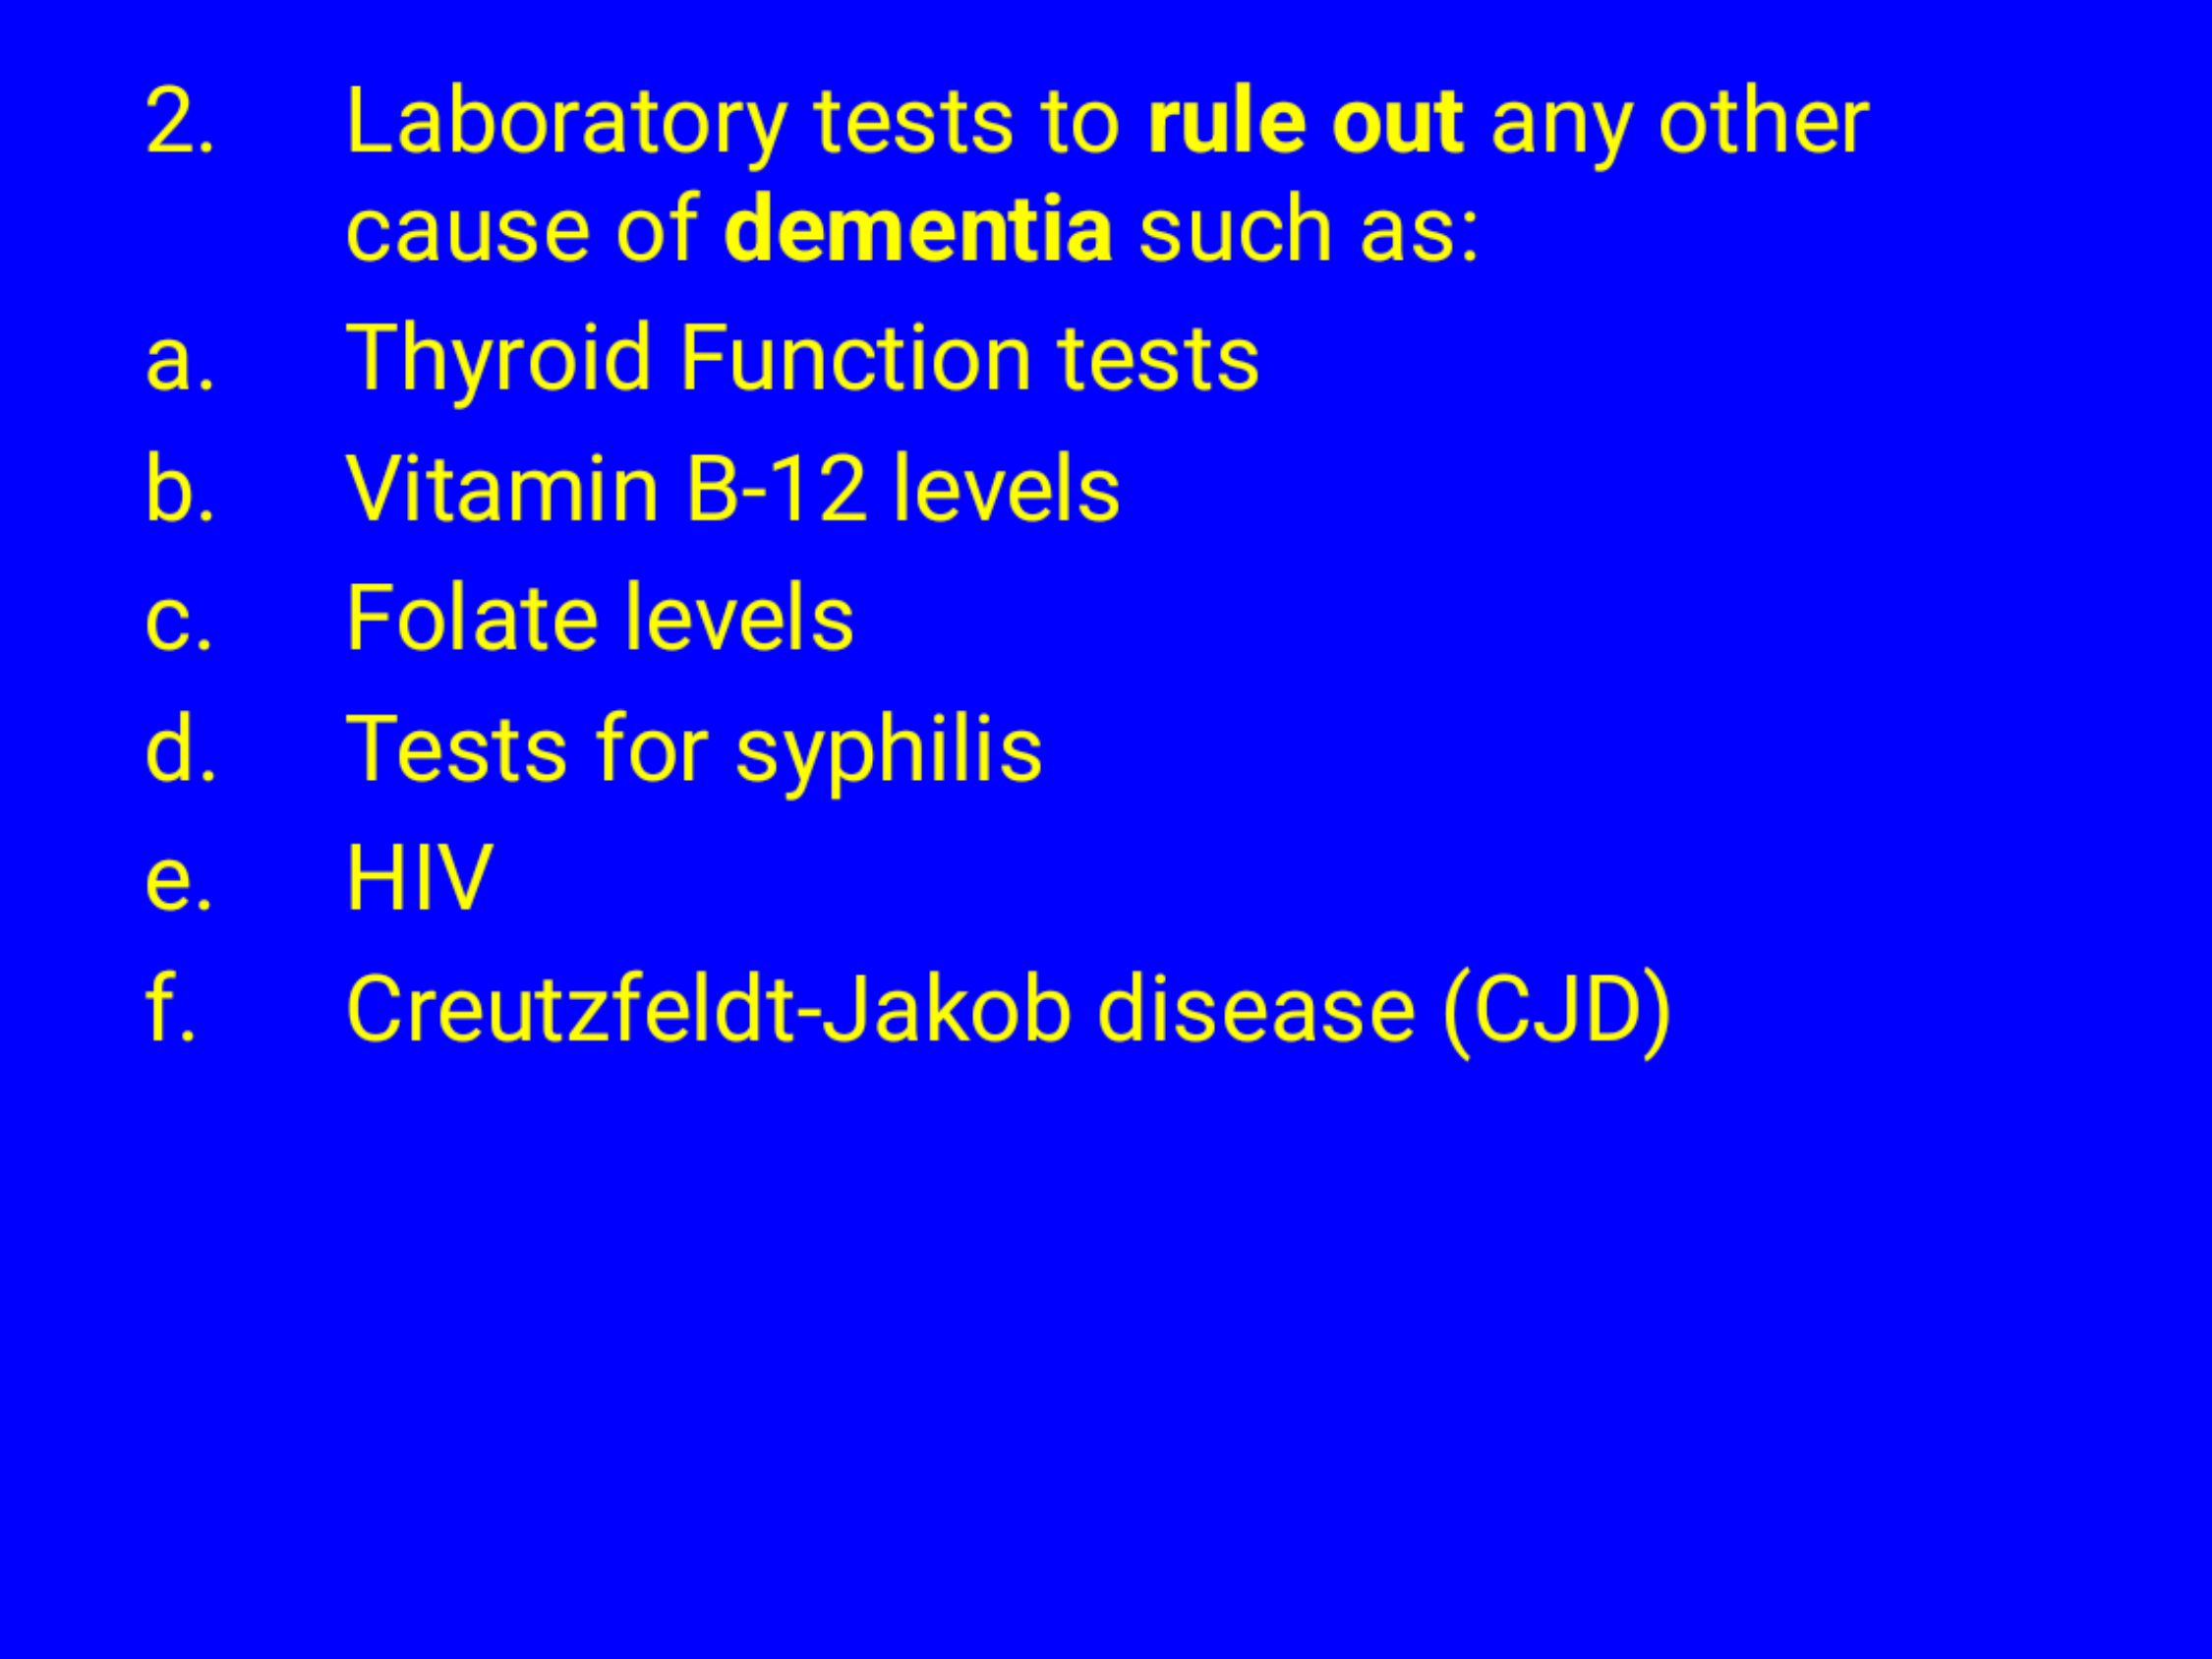 2. Laboratory tests to rule out any other
cause of dementia such as:
a. Thyroid Function tests
b. Vitamin B-12 levels
c. Folate levels
d. Tests for syphilis
e. HIV
f. Creutzfeldt-Jakob disease (CJD)